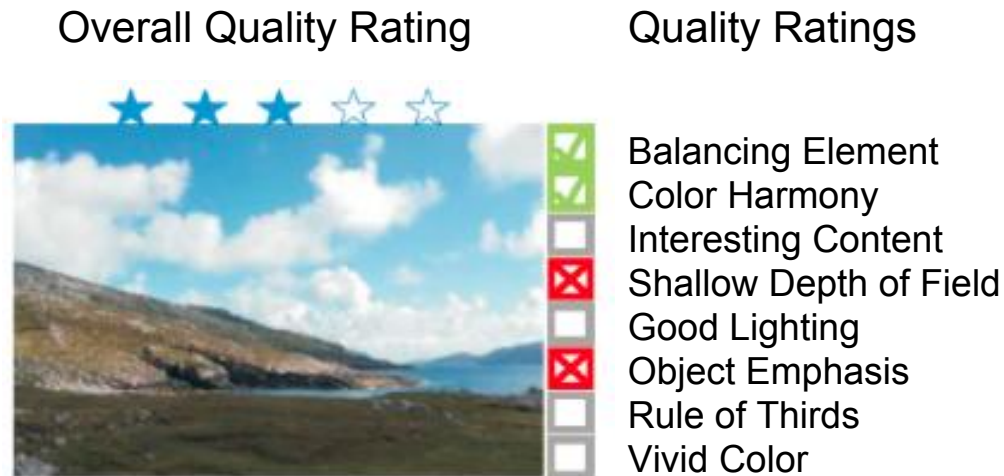 Overall Quality Rating
Quality Ratings
Balancing Element
Color Harmony
Interesting Content
Shallow Depth of Field
Good Lighting
Object Emphasis
Rule of Thirds
Vivid Color